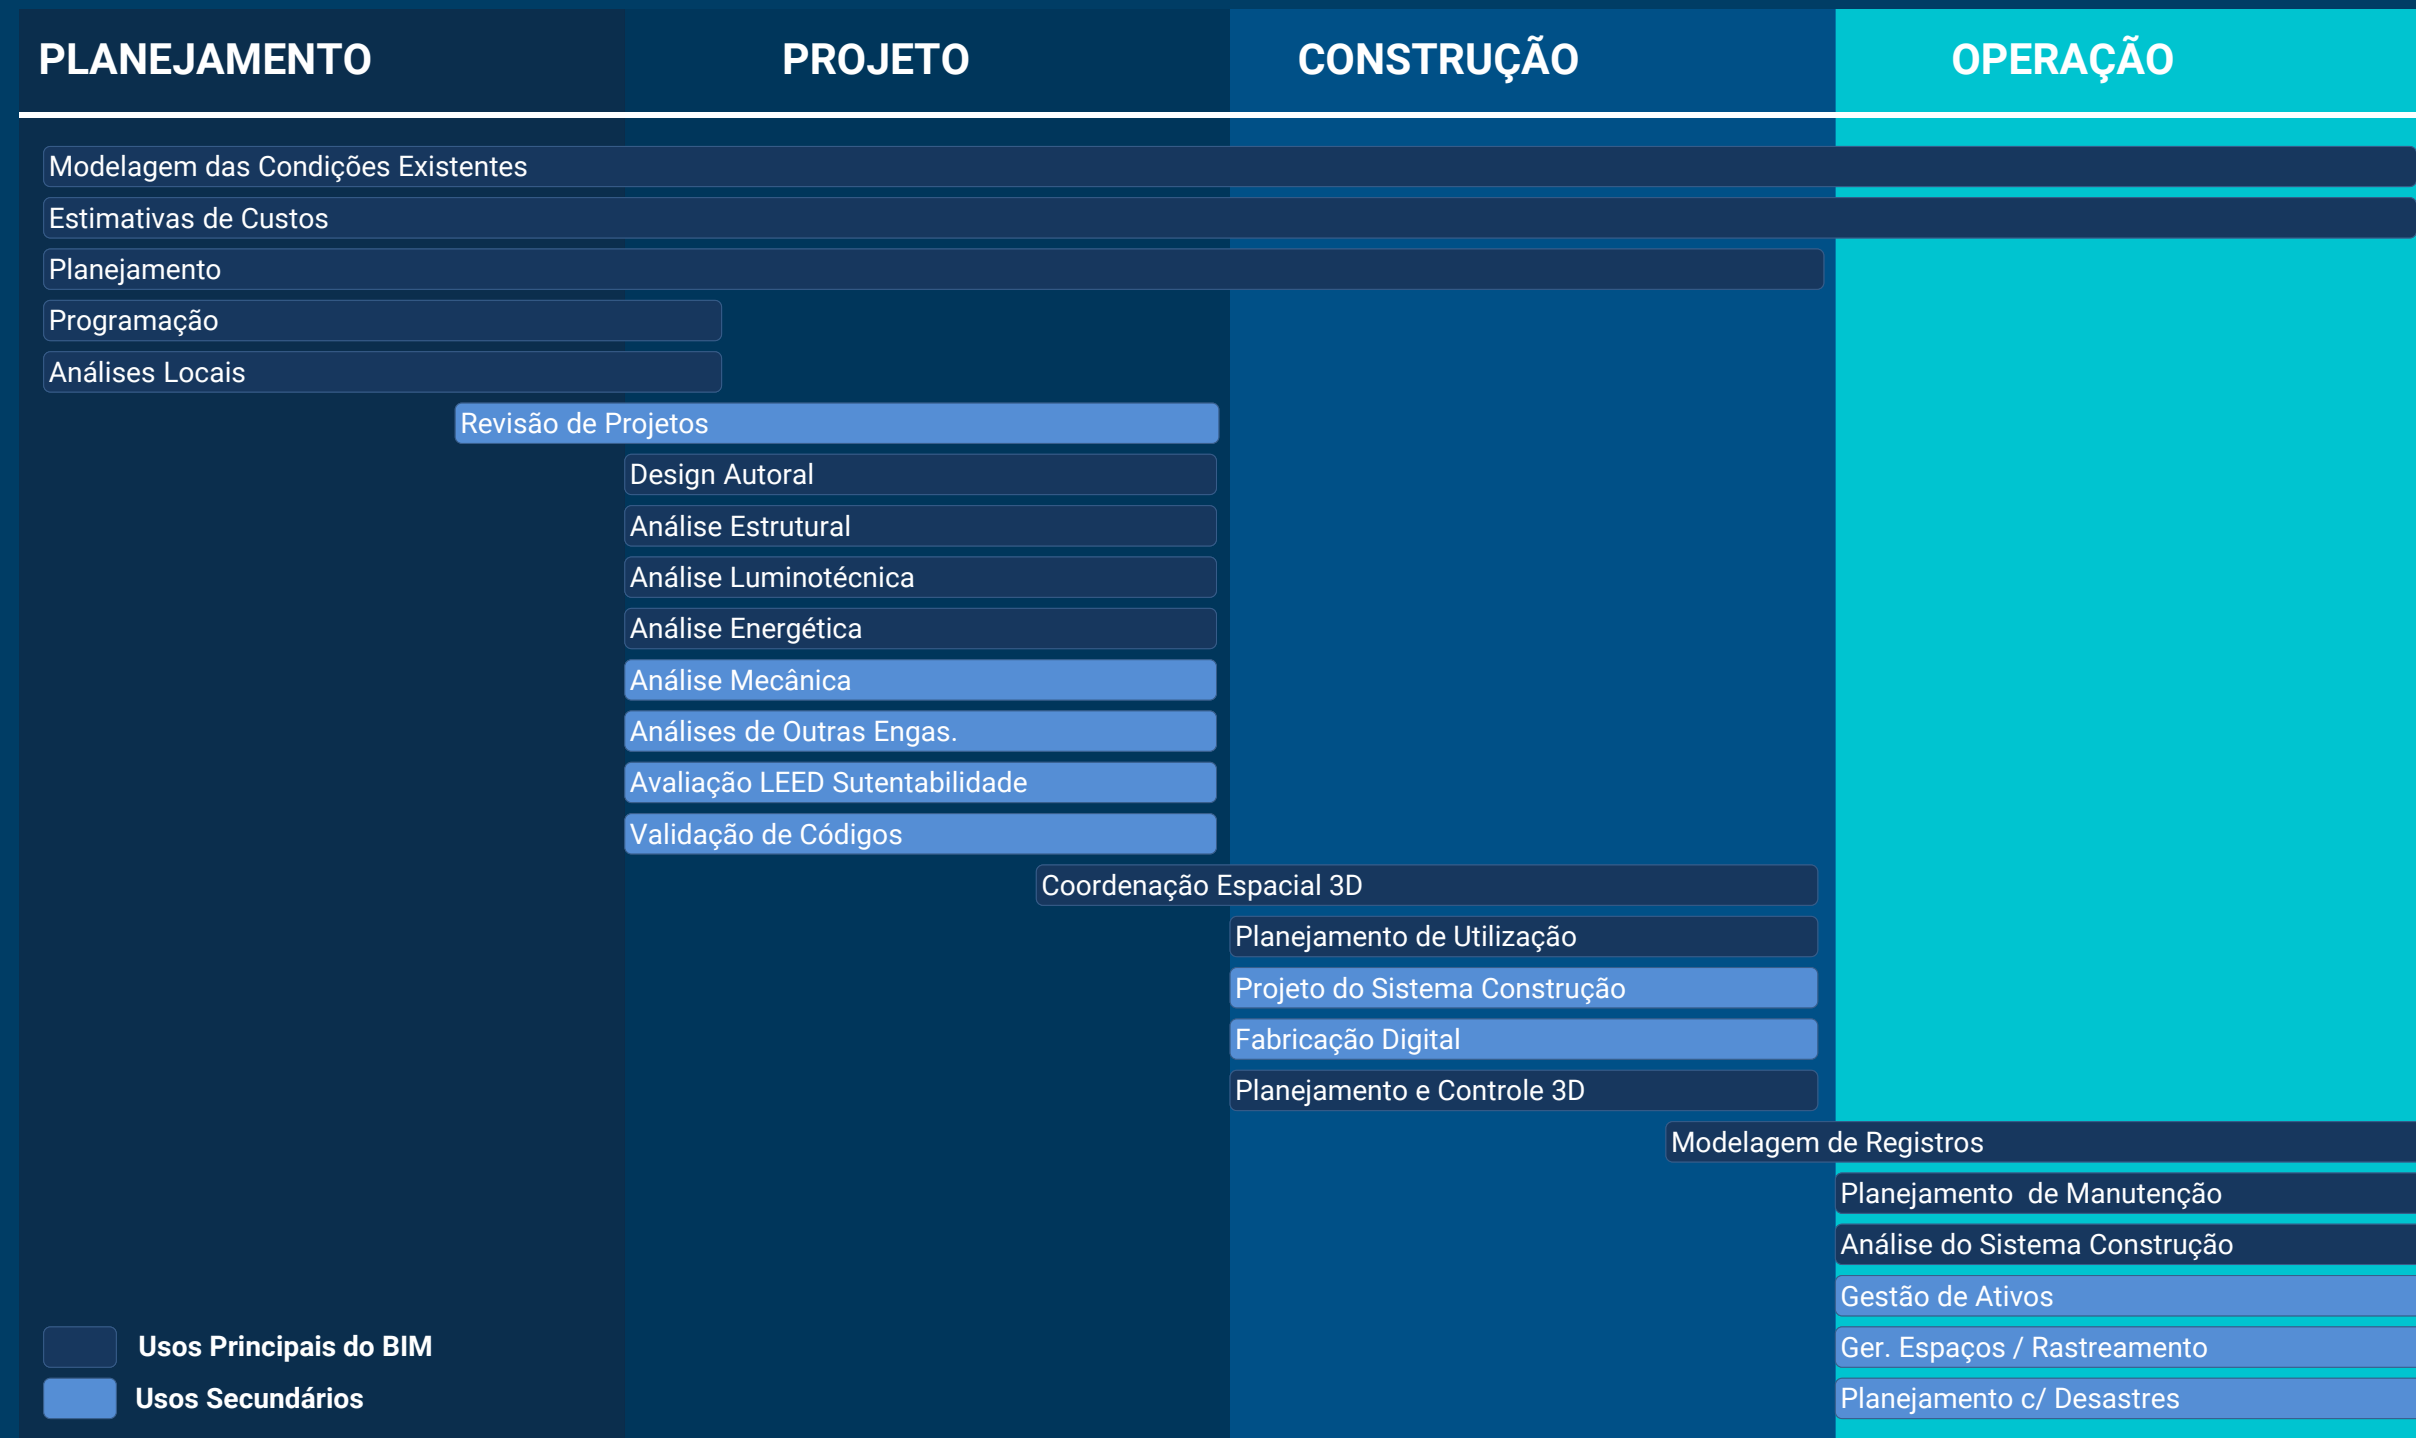 PLANEJAMENTO
PROJETO
CONSTRUÇÃO
OPERAÇÃO
Modelagem das Condições Existentes
Estimativas de Custos
Planejamento
Programação
Análises Locais
Revisão de Projetos
Design Autoral
Análise Estrutural
Análise Luminotécnica
Análise Energética
Análise Mecânica
Análises de Outras Engas.
Avaliação LEED Sutentabilidade
Validação de Códigos
Coordenação Espacial 3D
Planejamento de Utilização
Projeto do Sistema Construção
Fabricação Digital
Planejamento e Controle 3D
Modelagem de Registros
Planejamento  de Manutenção
Análise do Sistema Construção
Gestão de Ativos
Ger. Espaços / Rastreamento
Planejamento c/ Desastres
Usos Principais do BIM
Usos Secundários